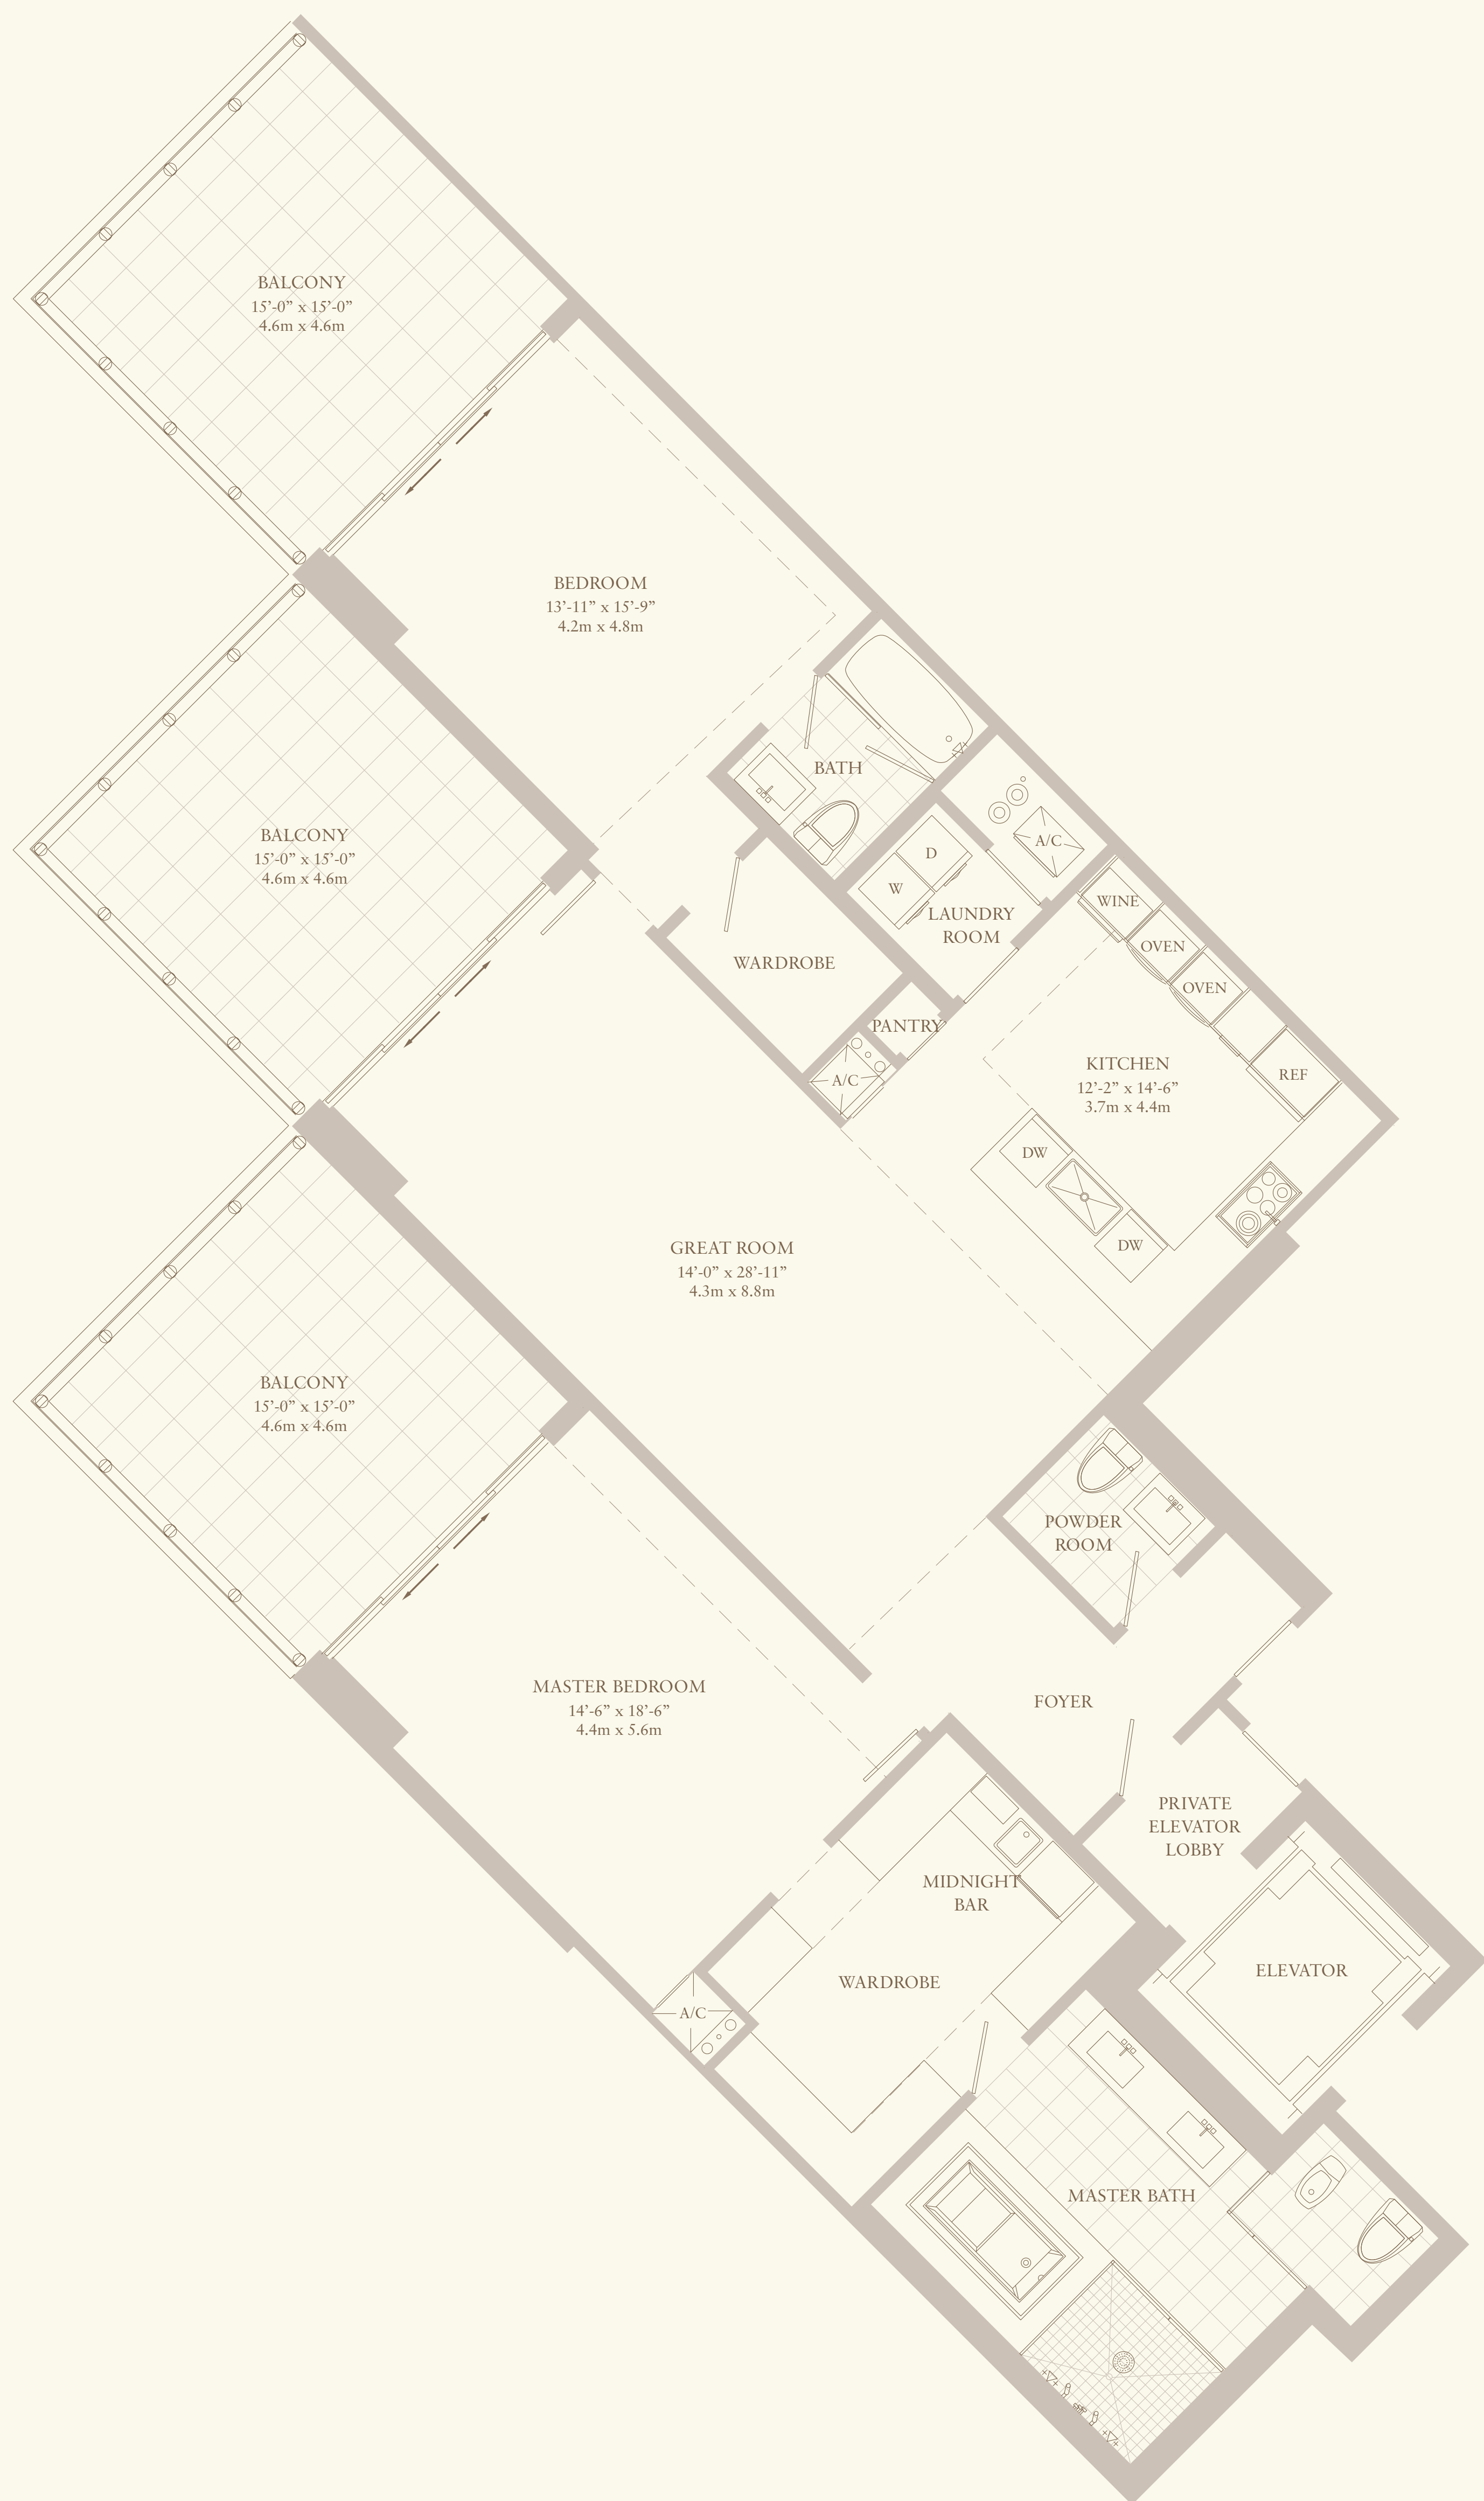 BALCONY
15’-0” x 15’-0”
4.6m x 4.6m
BEDROOM
13’-11” x 15’-9”
4.2m x 4.8m
BATH
A/C
D
W
LAUNDRY
ROOM
BALCONY
15’-0” x 15’-0”
4.6m x 4.6m
WARDROBE
WINE
OVEN
OVEN
PANTRY
A/C
KITCHEN
12’-2” x 14’-6”
3.7m x 4.4m
REF
DW
DW
GREAT ROOM
14’-0” x 28’-11”
4.3m x 8.8m
BALCONY
15’-0” x 15’-0”
4.6m x 4.6m
POWDER
ROOM
MASTER BEDROOM
14’-6” x 18’-6”
4.4m x 5.6m
FOYER
PRIVATE
ELEVATOR
LOBBY
MIDNIGHT
BAR
ELEVATOR
WARDROBE
A/C
MASTER BATH